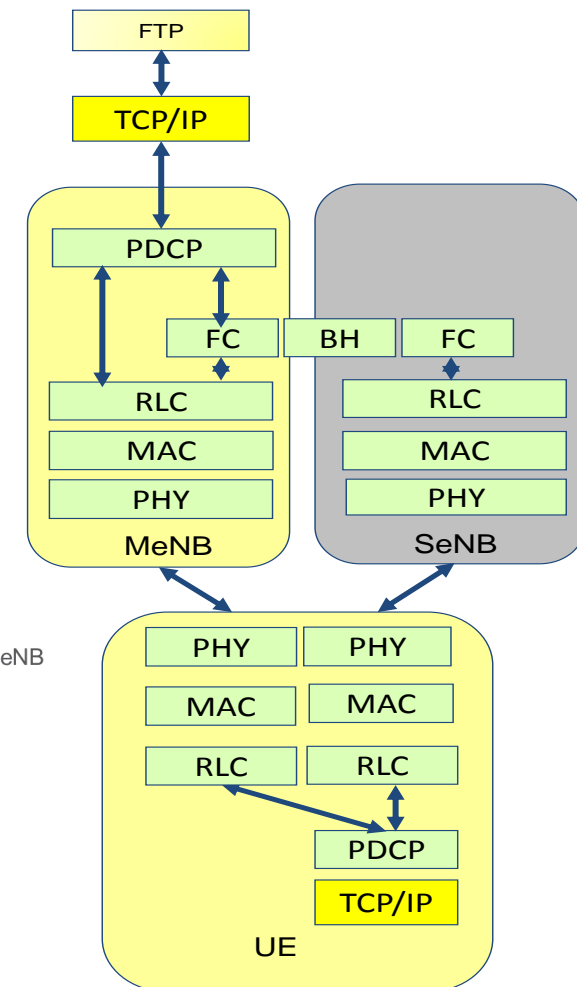 FTP
TCP/IP
PDCP
FC BH FC
RLC RLC
MAC MAC
PHY PHY
MeNB SeNB
eNB
PHY PHY
MAC MAC
RLC RLC
PDCP
TCP/IP
UE